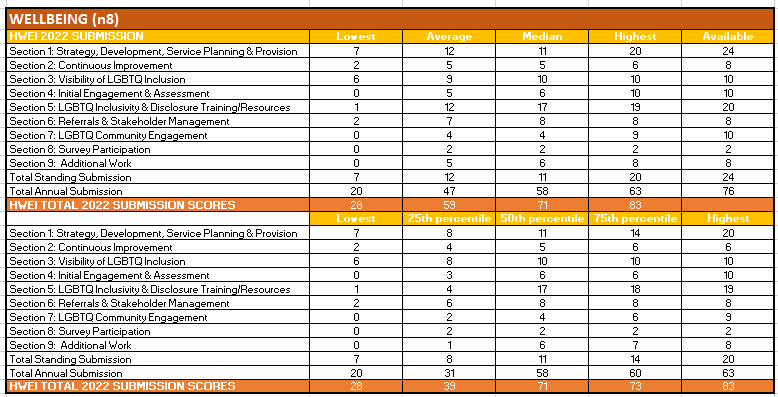 WELLBEING (n8)
HWEI 2022 SUBMISSION Lowest Average Median Highest Available
Section 1: Strategy, Development, Service Planning & Provision 7 12 11 20 24
Section 2: Continuous Improvement 2 5 5 6 8
Section 3: Visibility of LGBTQ Inclusion 6 9 10 10 10
Section 4: Initial Engagement & Assessment 0 5 6 10 10
Section 5: LGBTQ Inclusivity & Disclosure Training/Resources 1 12 17 19 20
Section 6: Referrals & Stakeholder Management 2 7 8 8 8
Section 7: LGBTQ Community Engagement 0 4 4 9 10
Section 8: Survey Participation 0 2 2 2 2
Section 9: Additional Work 0 5 6 8 8
Total Standing Submission 7 12 11 20 24
Total Annual Submission 20 47 58 63 76
HWEI TOTAL 2022 SUBMISSION SCORES 28 59 71 83
Lowest 25th percentile 50th percentile 75th percentile Highest
Section 1: Strategy, Development, Service Planning & Provision 7 8 11 14 20
Section 2: Continuous Improvement 2 4 5 6 6
Section 3: Visibility of LGBTQ Inclusion 6 8 10 10 10
Section 4: Initial Engagement & Assessment 0 3 6 6 10
Section 5: LGBTQ Inclusivity & Disclosure Training/Resources 1 4 17 18 19
Section 6: Referrals & Stakeholder Management 2 6 8 8 8
Section 7: LGBTQ Community Engagement 0 2 4 6 9
Section 8: Survey Participation 0 2 2 2 2
Section 9: Additional Work 0 1 6 7 8
Total Standing Submission 7 8 11 14 20
Total Annual Submission 20 31 58 60 63
HWEI TOTAL 2022 SUBMISSION SCORES 28 39 71 73 83